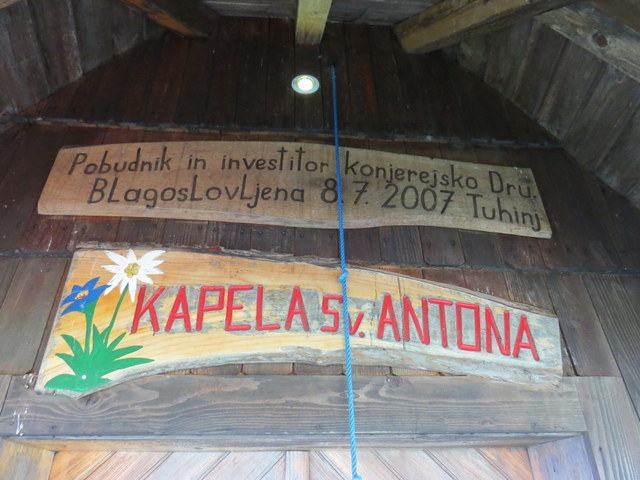 Pobudnik in investitor konjerejsko Dru.
BLagosLovLjena 8.7. 2007 Tuhinj
KAPELA Sv. ANTONA